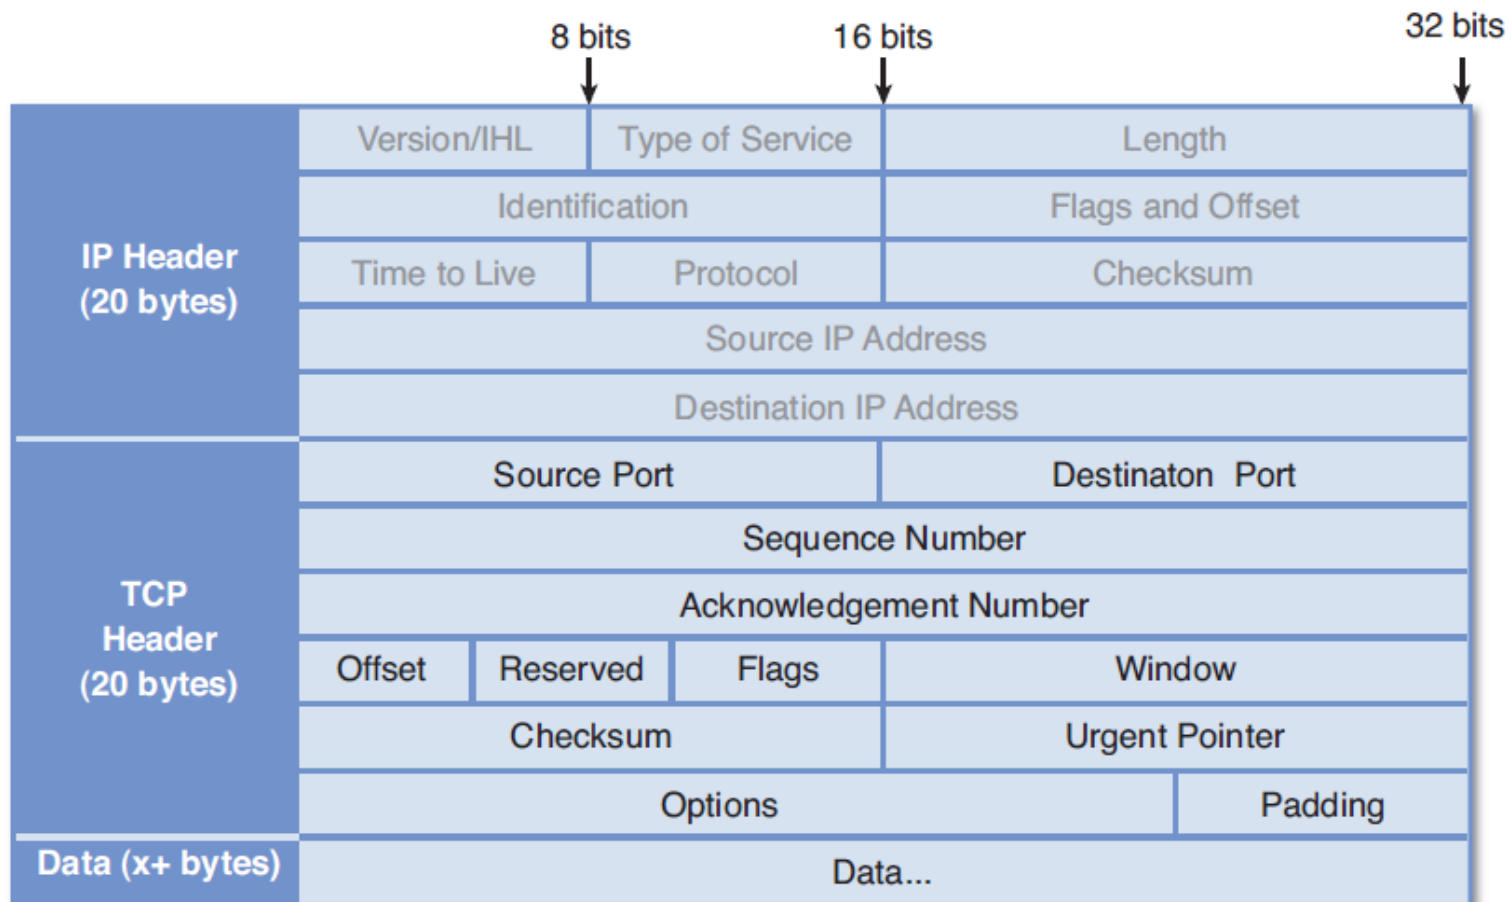 8 bits
16 bits
32 bits
IP Header
(20 bytes)
Version/IHL
Type of Service
Length
Identification
Flags and Offset
Time to Live
Protocol
Checksum
Source IP Address
Destination IP Address
TCP
Header
(20 bytes)
Source Port
Destinaton Port
Sequence Number
Acknowledgement Number
Offset
Reserved
Flags
Window
Checksum
Urgent Pointer
Options
Padding
Data (x+ bytes)
Data...